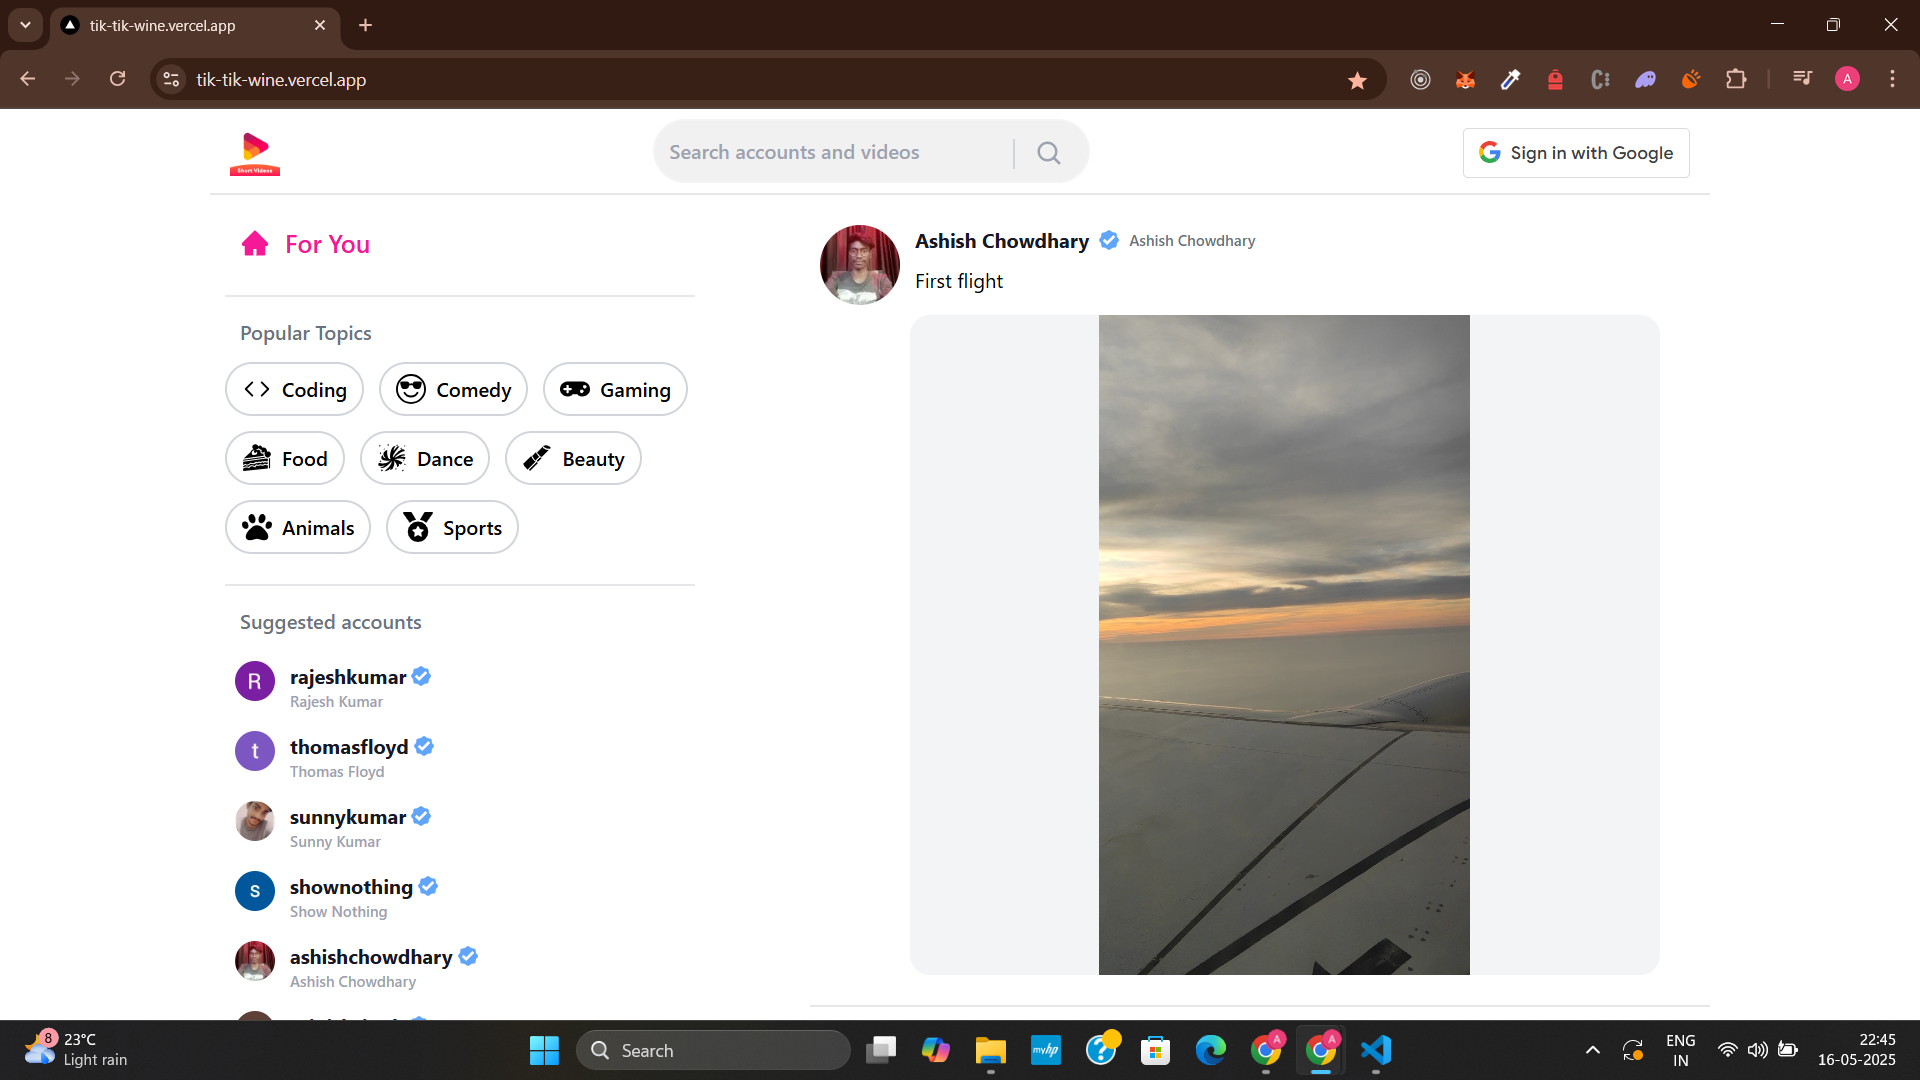 tik-tik-wine.vercel.app
tik-tik-wine.vercel.app
A
Short Videos
Search accounts and videos
Sign in with Google
For You
Ashish Chowdhary Ashish Chowdhary
First flight
Popular Topics
Coding Comedy Gaming
Food Dance Beauty
Animals Sports
Suggested accounts
R
rajeshkumar
Rajesh Kumar
t
thomasfloyd
Thomas Floyd
sunnykumar
Sunny Kumar
s
shownothing
Show Nothing
ashishchowdhary
Ashish Chowdhary
8
23°C
Light rain
Search
myhp
A
A
ENG
IN
22:45
16-05-2025